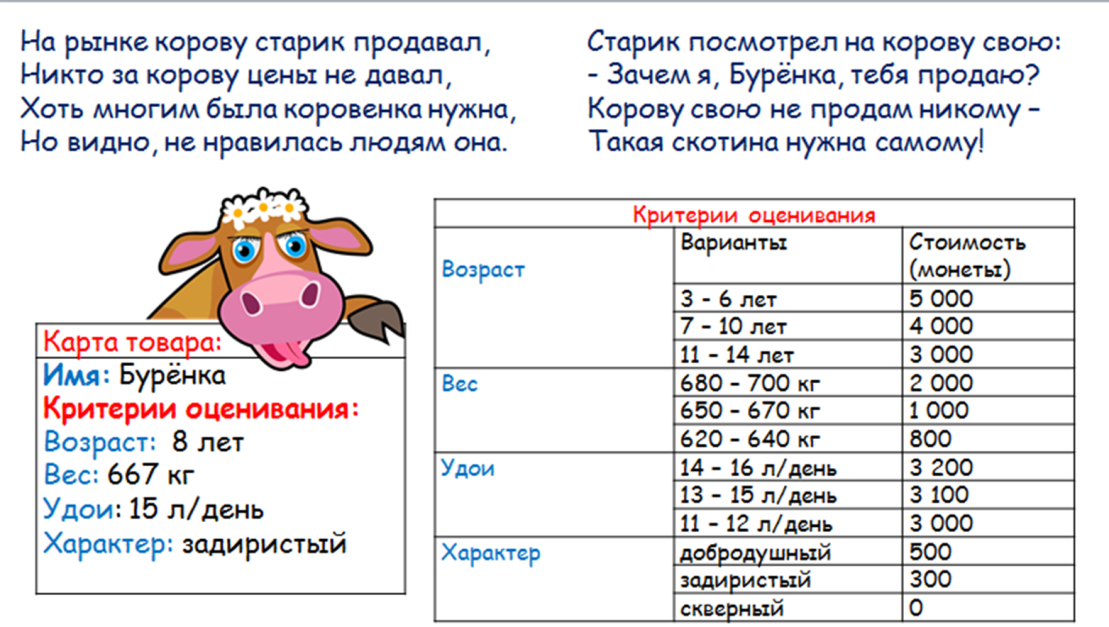 На рынке корову старик продавал,
Никто за корову цены не давал,
Хоть многим была коровенка нужна,
Но видно, не нравилась людям она.
Старик посмотрел на корову свою:
- Зачем я, Бурёнка, тебя продаю?
Корову свою не продам никому –
Такая скотина нужна самому!
Карта товара:
Имя: Бурёнка
Критерии оценивания:
Возраст: 8 лет
Вес: 667 кг
Удои: 15 л/день
Характер: задиристый
Критерии оценивания
Возраст Варианты Стоимость
(монеты)
3 - 6 лет 5 000
7 – 10 лет 4 000
11 – 14 лет 3 000
Вес 680 – 700 кг 2 000
650 – 670 кг 1 000
620 – 640 кг 800
Удои 14 – 16 л/день 3 200
13 – 15 л/день 3 100
11 – 12 л/день 3 000
Характер добродушный 500
задиристый 300
скверный 0